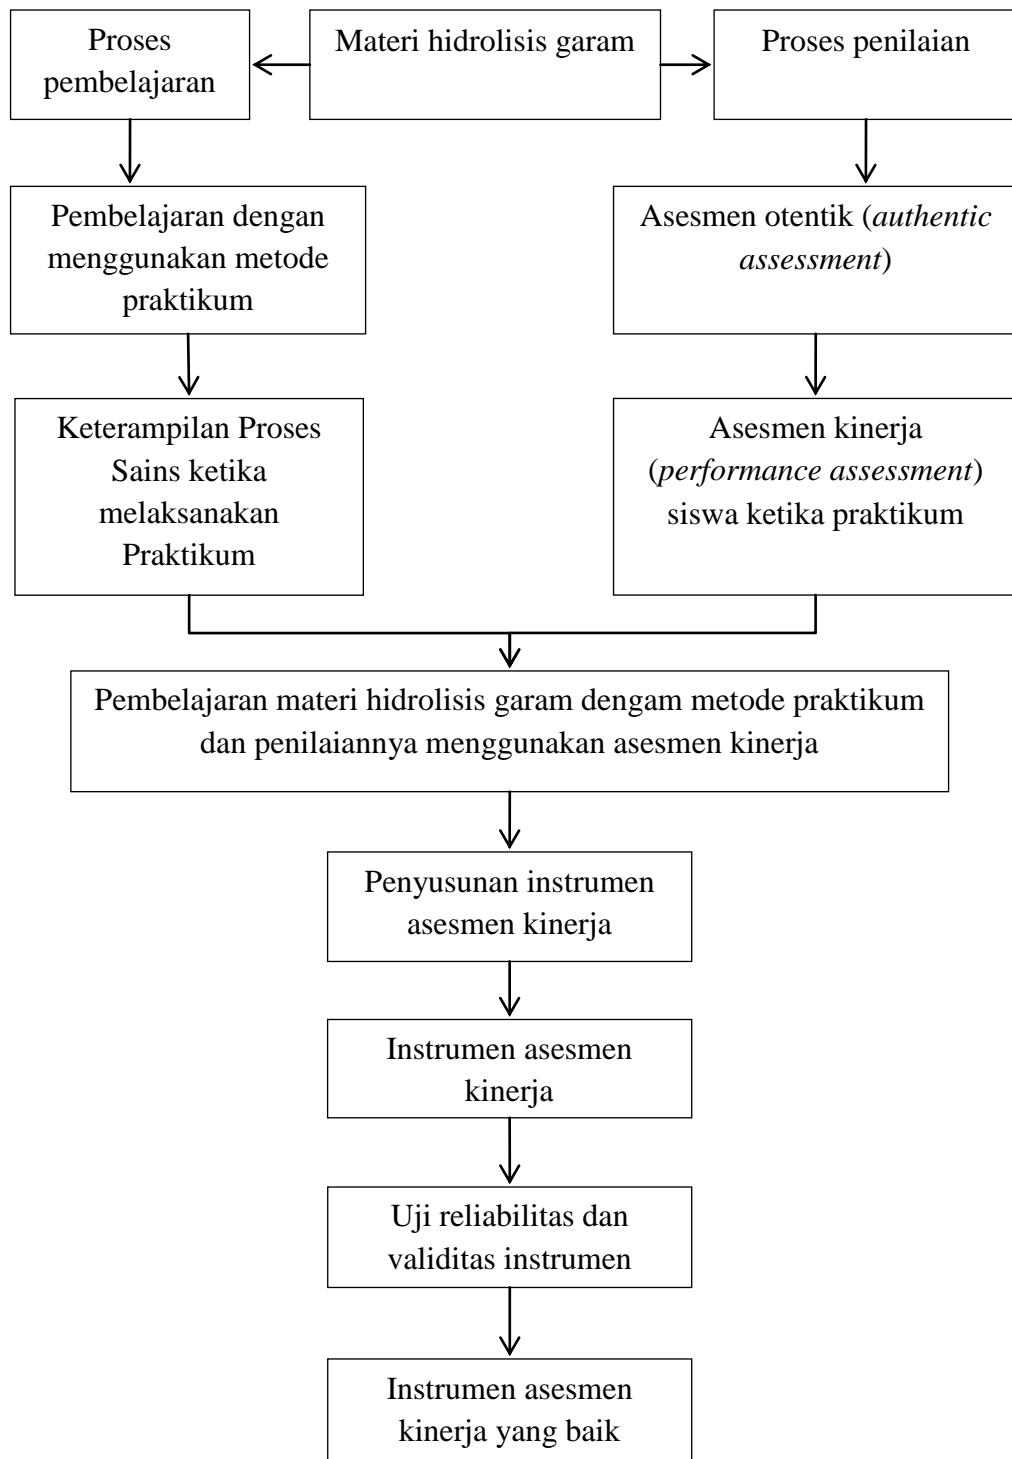 Proses
pembelajaran
Materi hidrolisis garam
Proses penilaian
Pembelajaran dengan
menggunakan metode
praktikum
Asesmen otentik (authentic
assessment)
Keterampilan Proses
Sains ketika
melaksanakan
Praktikum
Asesmen kinerja
(performance assessment)
siswa ketika praktikum
Pembelajaran materi hidrolisis garam dengam metode praktikum
dan penilaiannya menggunakan asesmen kinerja
Penyusunan instrumen
asesmen kinerja
Instrumen asesmen
kinerja
Uji reliabilitas dan
validitas instrumen
Instrumen asesmen
kinerja yang baik